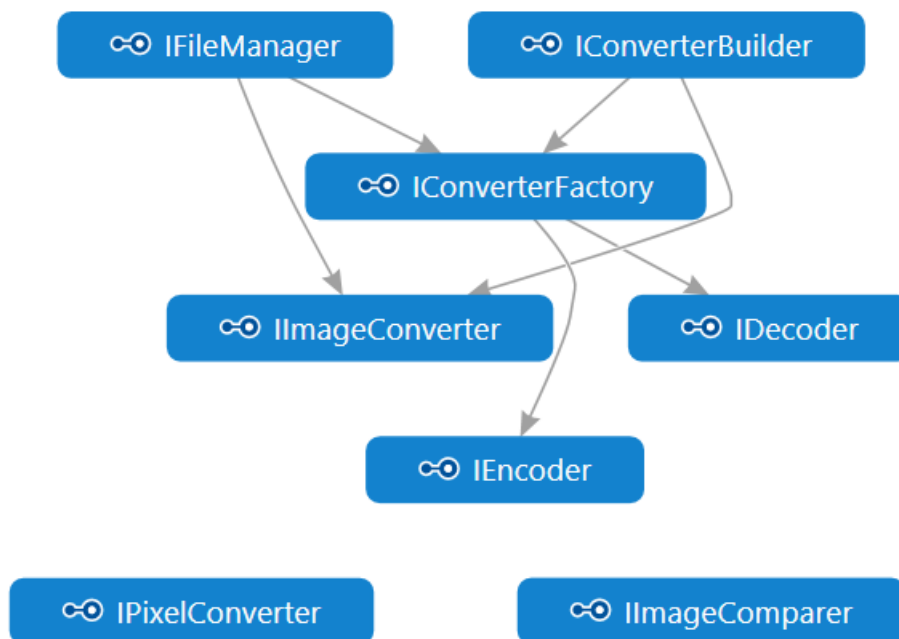 IFileManager
IConverterBuilder
IConverterFactory
IImageConverter
IDecoder
IEncoder
IPixelConverter
IImageComparer